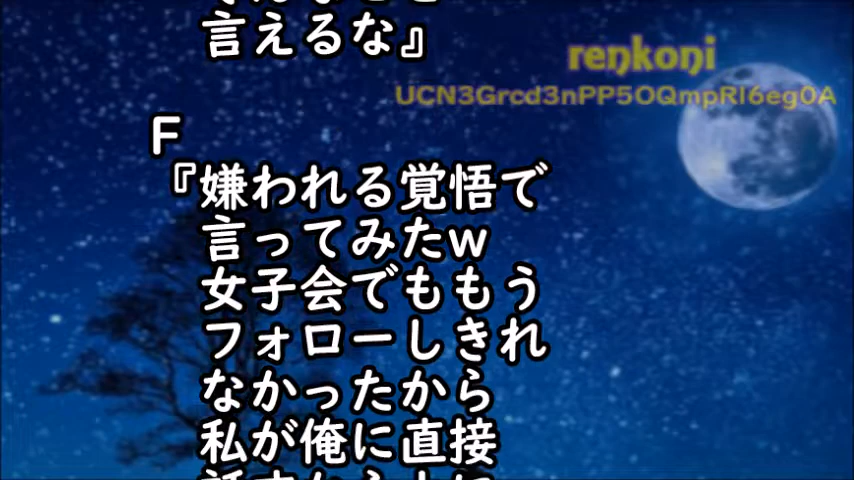 言えるな』
renkoni
UCN3Grcd3nPP5OQmpRI6eg0A
F
『嫌われる覚悟で
言ってみたw
女子会でももう
フォローしきれ
なかったから
私が俺に直接